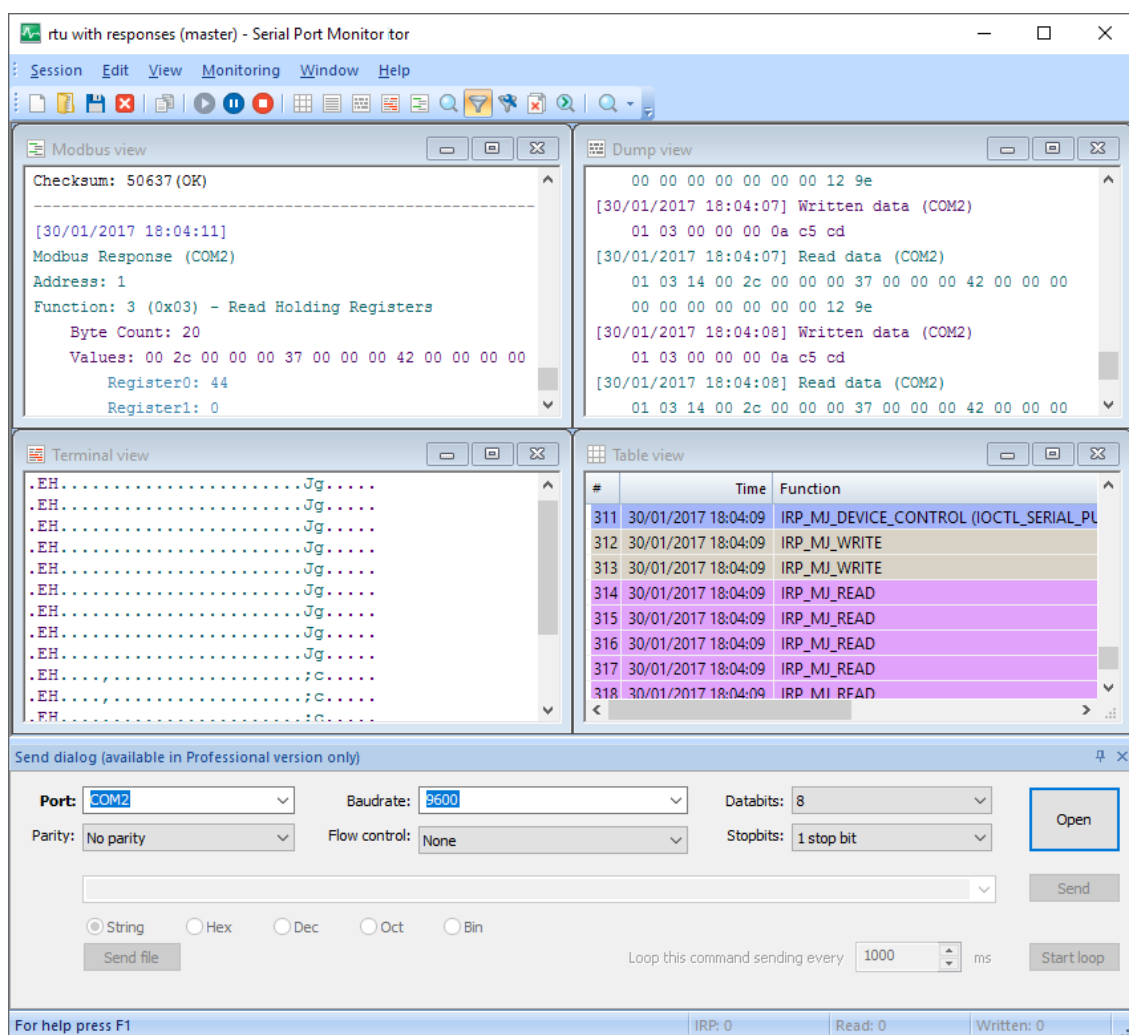 rtu with responses (master) - Serial Port Monitor tor
Session Edit View Monitoring Window Help
Modbus view
Checksum: 50637(OK)
[30/01/2017 18:04:11]
Modbus Response (COM2)
Address: 1
Function: 3 (0x03) - Read Holding Registers
Byte Count: 20
Values: 00 2c 00 00 00 37 00 00 00 42 00 00 00 00
Register0: 44
Register1: 0
Dump view
00 00 00 00 00 00 00 12 9e
[30/01/2017 18:04:07] Written data (COM2)
01 03 00 00 00 0a c5 cd
[30/01/2017 18:04:07] Read data (COM2)
01 03 14 00 2c 00 00 00 37 00 00 00 42 00 00 00
00 00 00 00 00 00 00 12 9e
[30/01/2017 18:04:08] Written data (COM2)
01 03 00 00 00 0a c5 cd
[30/01/2017 18:04:08] Read data (COM2)
01 03 14 00 2c 00 00 00 37 00 00 00 42 00 00 00
Terminal view
.EH.......................Jg.....
.EH.......................Jg.....
.EH.......................Jg.....
.EH.......................Jg.....
.EH.......................Jg.....
.EH.......................Jg.....
.EH.......................Jg.....
.EH.......................Jg.....
.EH.......................Jg.....
.EH....,..................;c.....
.EH....,..................;c.....
.EH.......................;c.....
Table view
# Time Function
311 30/01/2017 18:04:09 IRP_MJ_DEVICE_CONTROL (IOCTL_SERIAL_PU
312 30/01/2017 18:04:09 IRP_MJ_WRITE
313 30/01/2017 18:04:09 IRP_MJ_WRITE
314 30/01/2017 18:04:09 IRP_MJ_READ
315 30/01/2017 18:04:09 IRP_MJ_READ
316 30/01/2017 18:04:09 IRP_MJ_READ
317 30/01/2017 18:04:09 IRP_MJ_READ
318 30/01/2017 18:04:09 IRP_MJ_READ
Send dialog (available in Professional version only)
Port: COM2 Baudrate: 9600 Databits: 8
Open
Parity: No parity Flow control: None Stopbits: 1 stop bit
Send
String Hex Dec Oct Bin
Send file Loop this command sending every 1000 ms Start loop
For help press F1 IRP: 0 Read: 0 Written: 0